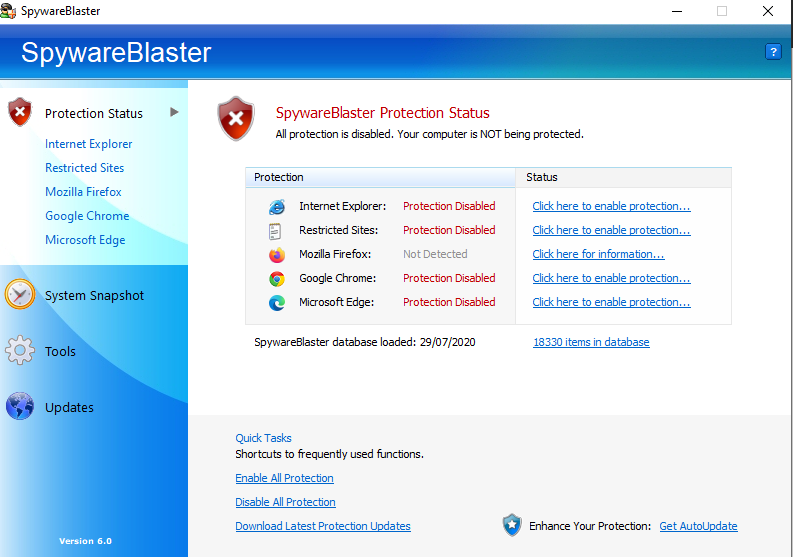 SpywareBlaster
SpywareBlaster
?
Protection Status
Internet Explorer
Restricted Sites
Mozilla Firefox
Google Chrome
Microsoft Edge
System Snapshot
Tools
Updates
Version 6.0
SpywareBlaster Protection Status
All protection is disabled. Your computer is NOT being protected.
Protection Status
Internet Explorer: Protection Disabled Click here to enable protection...
Restricted Sites: Protection Disabled Click here to enable protection...
Mozilla Firefox: Not Detected Click here for information...
Google Chrome: Protection Disabled Click here to enable protection...
Microsoft Edge: Protection Disabled Click here to enable protection...
SpywareBlaster database loaded: 29/07/2020 18330 items in database
Quick Tasks
Shortcuts to frequently used functions.
Enable All Protection
Disable All Protection
Download Latest Protection Updates
Enhance Your Protection: Get AutoUpdate